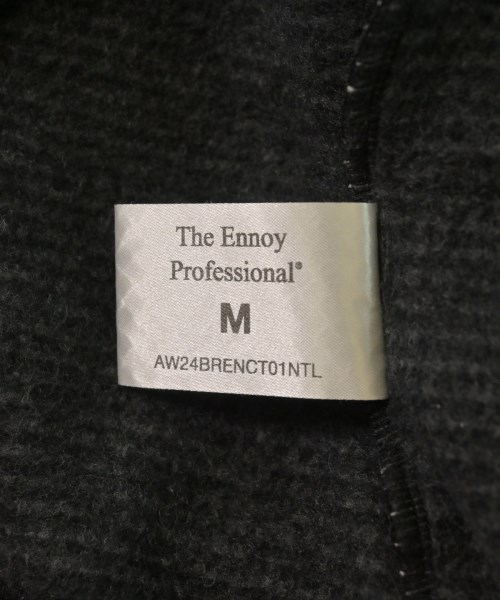 The Ennoy
Professional®
M
AW24BRENCT01NTL